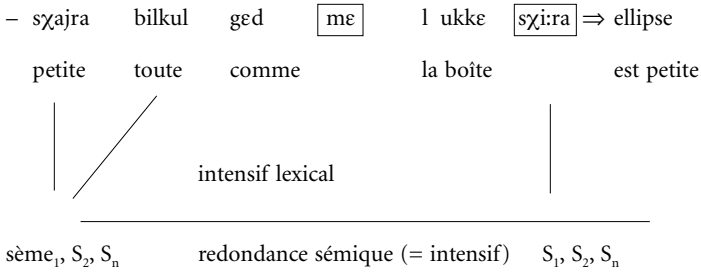 – sχajra bilkul gɛd mɛ l ukkɛ sχi:ra ⇒ ellipse
petite toute comme la boîte est petite
intensif lexical
sème₁, S₂, Sₙ redondance sémique (= intensif) S₁, S₂, Sₙ